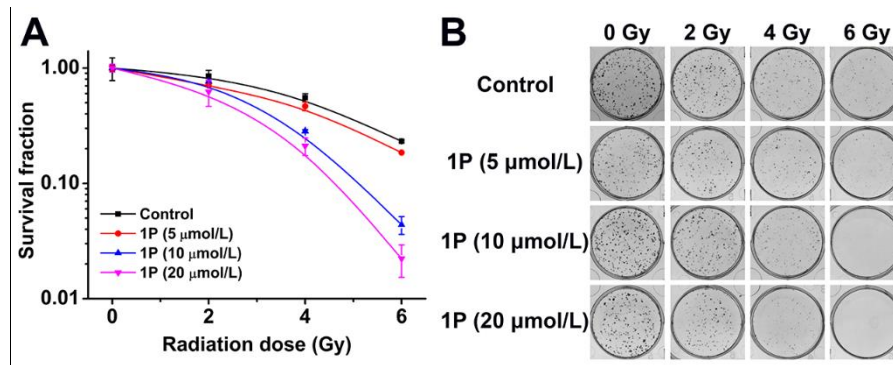 A
Survival fraction
1.00
0.10
0.01
Control
1P (5 μmol/L)
1P (10 μmol/L)
1P (20 μmol/L)
0 2 4 6
Radiation dose (Gy)
B
0 Gy 2 Gy 4 Gy 6 Gy
Control
1P (5 μmol/L)
1P (10 μmol/L)
1P (20 μmol/L)